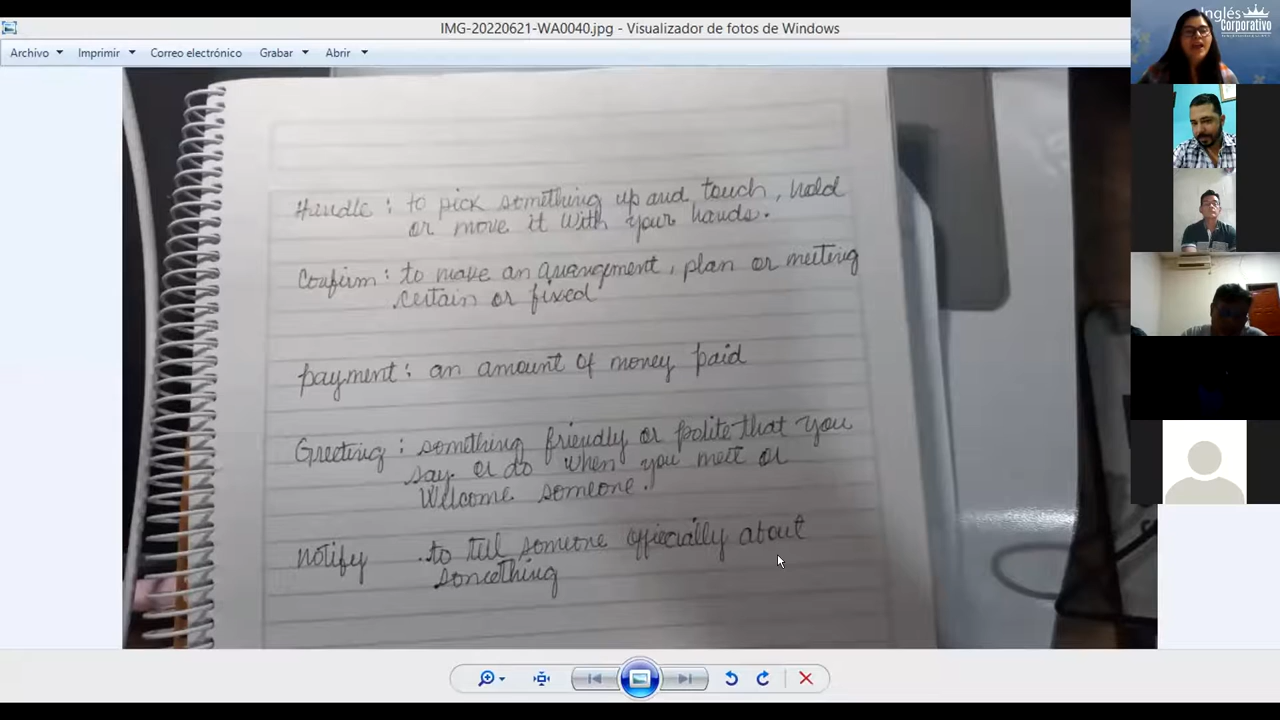 IMG-20220621-WA0040.jpg - Visualizador de fotos de Windows
Archivo Imprimir Correo electrónico Grabar Abrir
Inglés
Corporativo
Handle : to pick something up and touch, hold
or move it with your hands.
Confirm : to make an arrangement, plan or meeting
certain or fixed
payment : an amount of money paid
Greeting : something friendly or polite that you
say or do when you meet or
Welcome someone.
notify to tell someone officially about
something